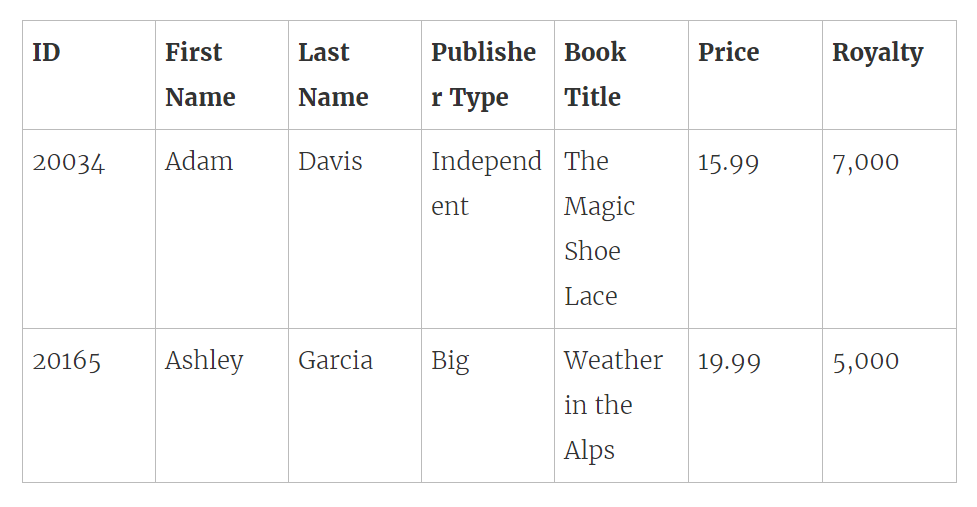 ID First Name Last Name Publisher Type Book Title Price Royalty
20034 Adam Davis Independent The Magic Shoe Lace 15.99 7,000
20165 Ashley Garcia Big Weather in the Alps 19.99 5,000